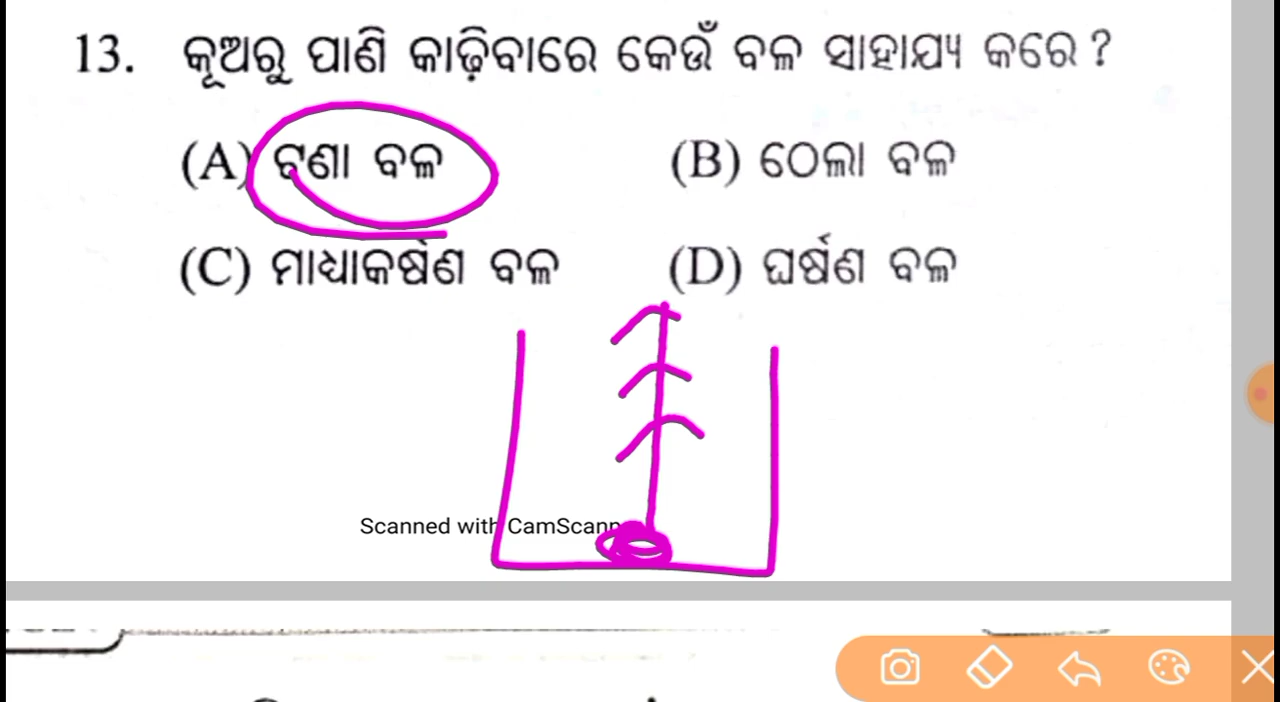 13. କୂଅରୁ ପାଣି କାଢ଼ିବାରେ କେଉଁ ବଳ ସାହାଯ୍ୟ କରେ ?
(A) ଟଣା ବଳ (B) ଠେଲା ବଳ
(C) ମାଧ୍ୟାକର୍ଷଣ ବଳ (D) ଘର୍ଷଣ ବଳ
Scanned with CamScann